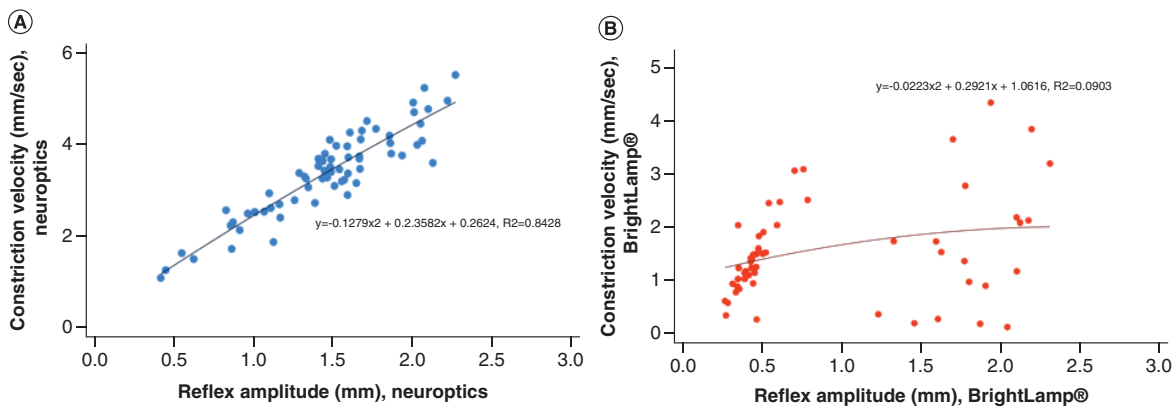 A
Constriction velocity (mm/sec),
neuroptics
6
4
2
0
y=-0.1279x2 + 0.2.3582x + 0.2624, R2=0.8428
0.0 0.5 1.0 1.5 2.0 2.5 3.0
Reflex amplitude (mm), neuroptics
B
Constriction velocity (mm/sec),
BrightLamp®
5
4
3
2
1
0
y=-0.0223x2 + 0.2921x + 1.0616, R2=0.0903
0.0 0.5 1.0 1.5 2.0 2.5 3.0
Reflex amplitude (mm), BrightLamp®